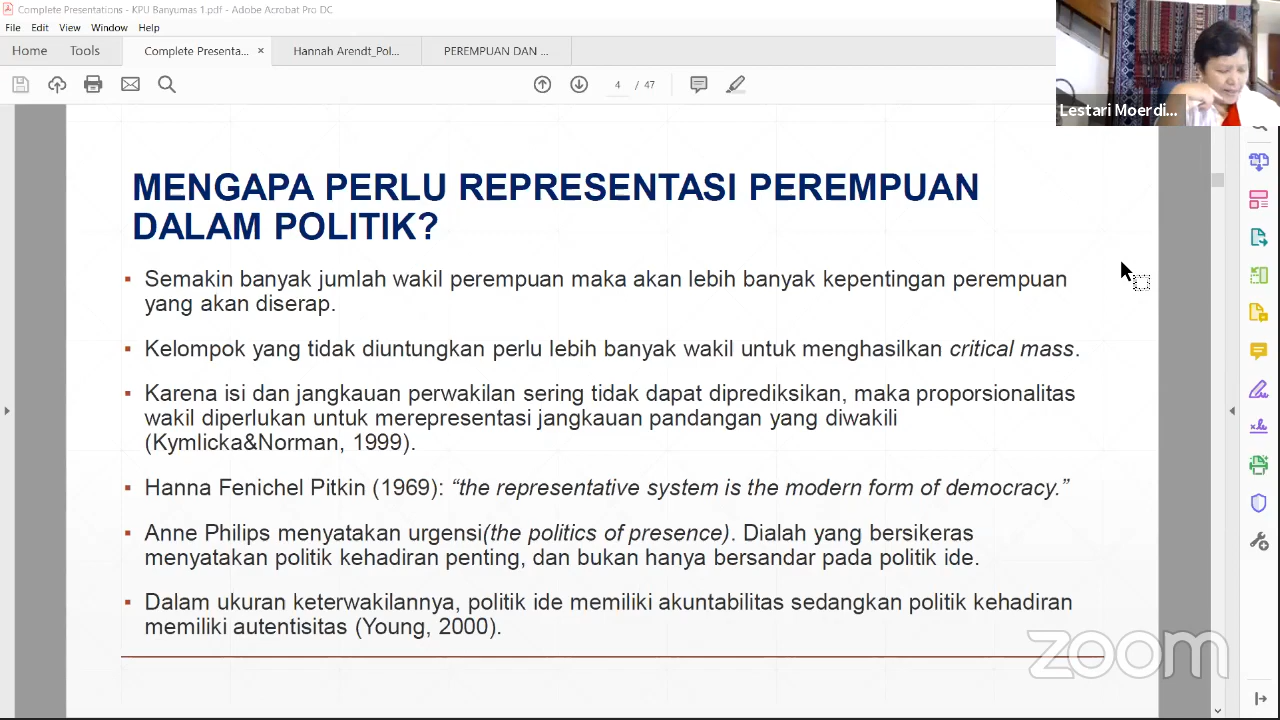 Complete Presentations - KPU Banyumas 1.pdf - Adobe Acrobat Pro DC
File Edit View Window Help
Home Tools Complete Presenta... × Hannah Arendt_Pol... PEREMPUAN DAN ...
4 / 47
Lestari Moerdi...
MENGAPA PERLU REPRESENTASI PEREMPUAN
DALAM POLITIK?
▪ Semakin banyak jumlah wakil perempuan maka akan lebih banyak kepentingan perempuan
yang akan diserap.
▪ Kelompok yang tidak diuntungkan perlu lebih banyak wakil untuk menghasilkan critical mass.
▪ Karena isi dan jangkauan perwakilan sering tidak dapat diprediksikan, maka proporsionalitas
wakil diperlukan untuk merepresentasi jangkauan pandangan yang diwakili
(Kymlicka&Norman, 1999).
▪ Hanna Fenichel Pitkin (1969): “the representative system is the modern form of democracy.”
▪ Anne Philips menyatakan urgensi(the politics of presence). Dialah yang bersikeras
menyatakan politik kehadiran penting, dan bukan hanya bersandar pada politik ide.
▪ Dalam ukuran keterwakilannya, politik ide memiliki akuntabilitas sedangkan politik kehadiran
memiliki autentisitas (Young, 2000).
zoom